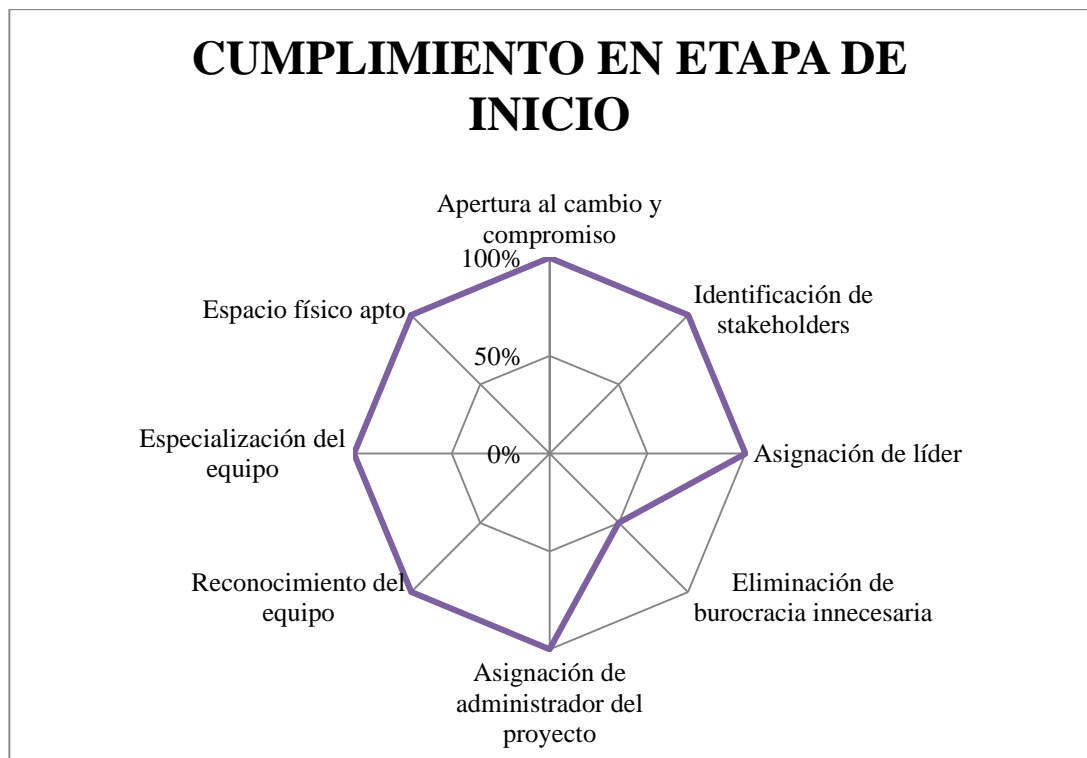 CUMPLIMIENTO EN ETAPA DE
INICIO
Apertura al cambio y
compromiso
100%
50%
0%
Identificación de
stakeholders
Asignación de líder
Eliminación de
burocracia innecesaria
Asignación de
administrador del
proyecto
Reconocimiento del
equipo
Especialización del
equipo
Espacio físico apto